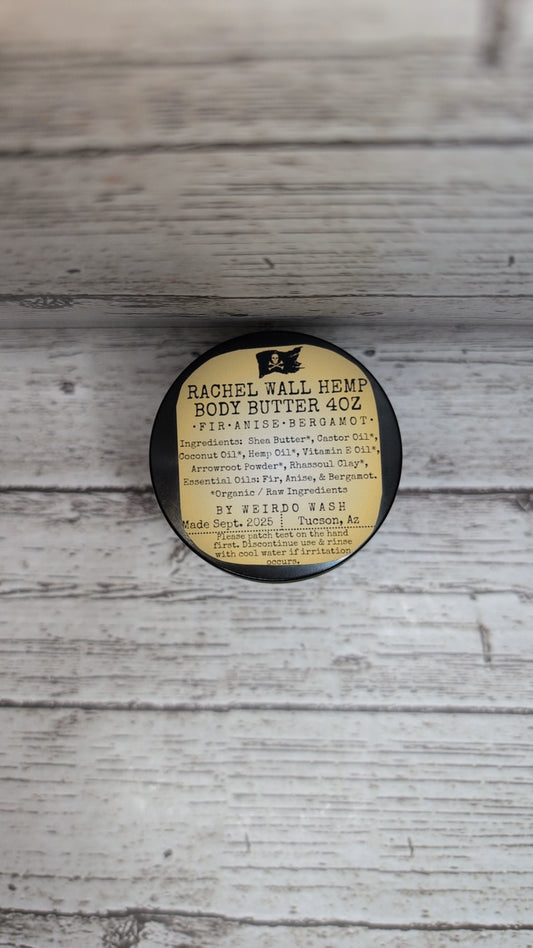 RACHEL WALL HEMP
BODY BUTTER 4OZ
·FIR·ANISE·BERGAMOT·
Ingredients: Shea Butter*, Castor Oil*,
Coconut Oil*, Hemp Oil*, Vitamin E Oil*,
Arrowroot Powder*, Rhassoul Clay*,
Essential Oils: Fir, Anise, & Bergamot.
*Organic / Raw Ingredients
BY WEIRDO WASH
Made Sept. 2025 Tucson, Az
Please patch test on the hand
first. Discontinue use & rinse
with cool water if irritation
occurs.